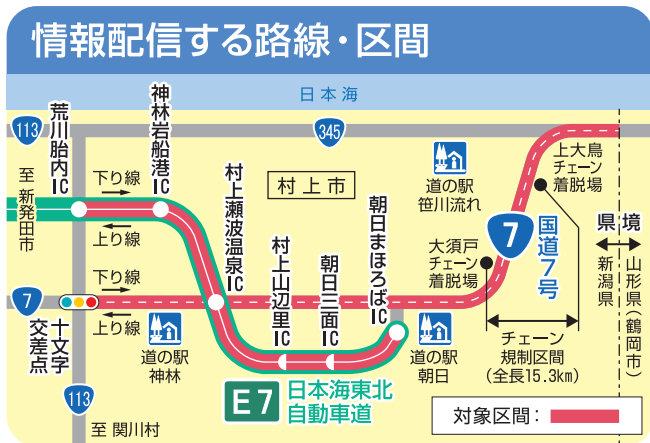 情報配信する路線・区間
日本海
113
荒川胎内IC
神林岩船港IC
345
上大鳥
チェーン
着脱場
至 新発田市
下り線
上り線
村上市
道の駅
笹川流れ
村上瀬波温泉IC
朝日まほろばIC
大須戸
チェーン
着脱場
7
国道7号
県境
新潟県
山形県(鶴岡市)
村上山辺里IC
朝日三面IC
7
下り線
上り線
十文字
交差点
道の駅
神林
道の駅
朝日
チェーン
規制区間
(全長15.3km)
E7
日本海東北
自動車道
113
至 関川村
対象区間: